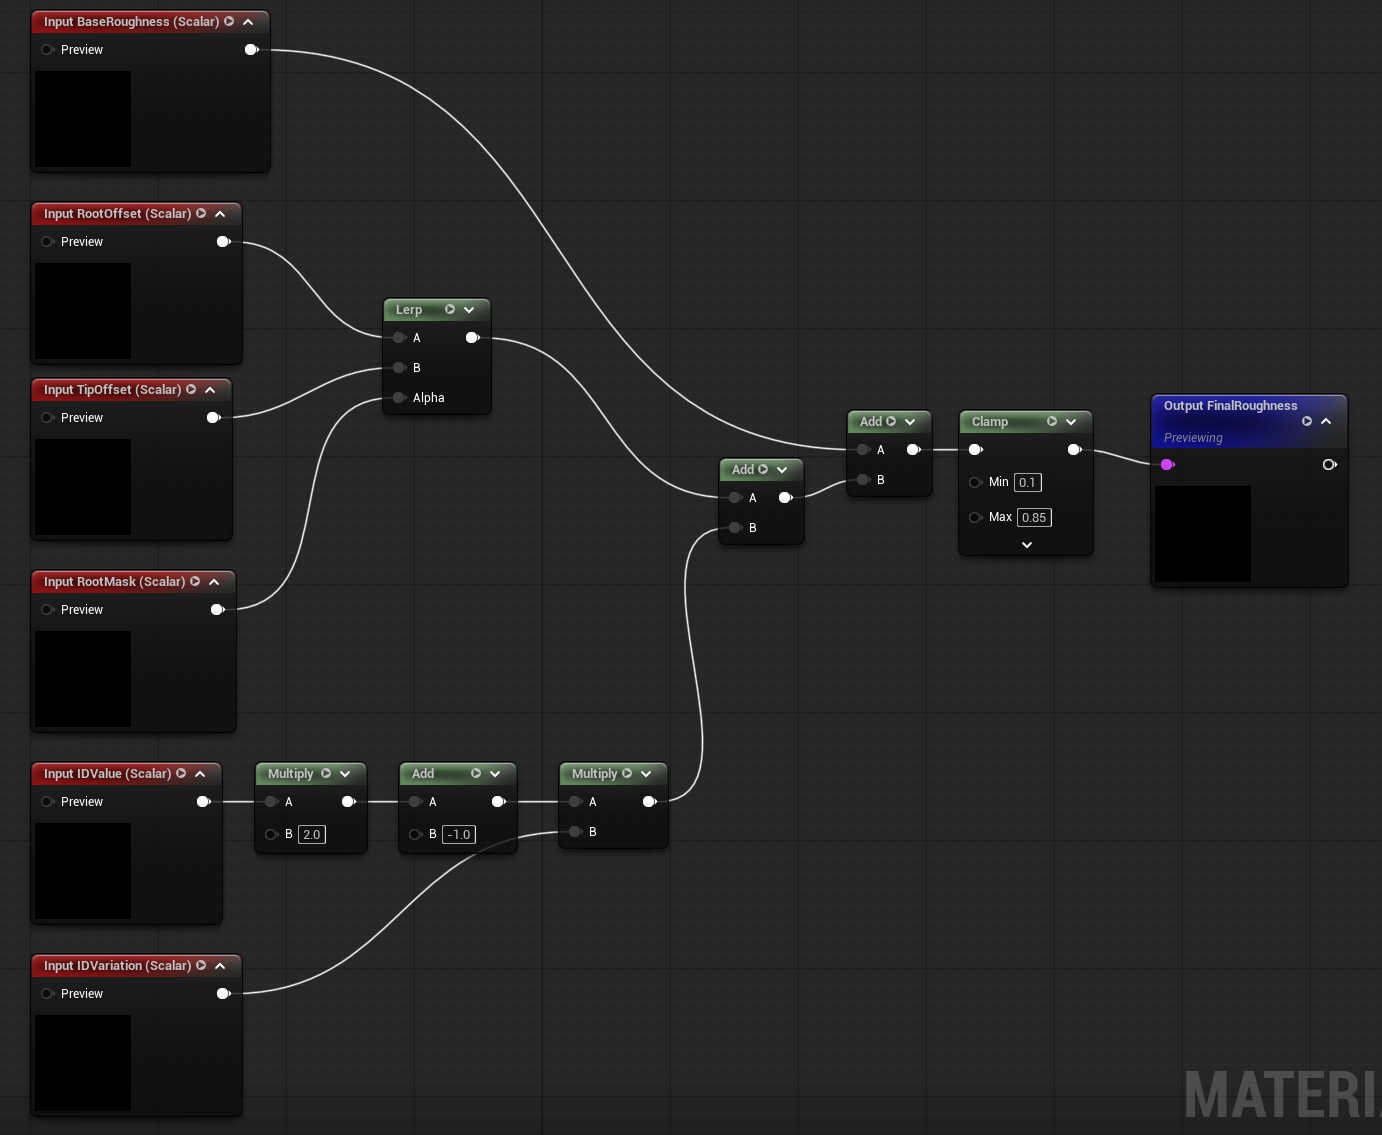 Input BaseRoughness (Scalar)
Preview
Input RootOffset (Scalar)
Preview
Input TipOffset (Scalar)
Preview
Input RootMask (Scalar)
Preview
Input IDValue (Scalar)
Preview
Input IDVariation (Scalar)
Preview
Lerp
A
B
Alpha
Multiply
A
B 2.0
Add
A
B -1.0
Multiply
A
B
Add
A
B
Add
A
B
Clamp
Min 0.1
Max 0.85
Output FinalRoughness
Previewing
MATERI